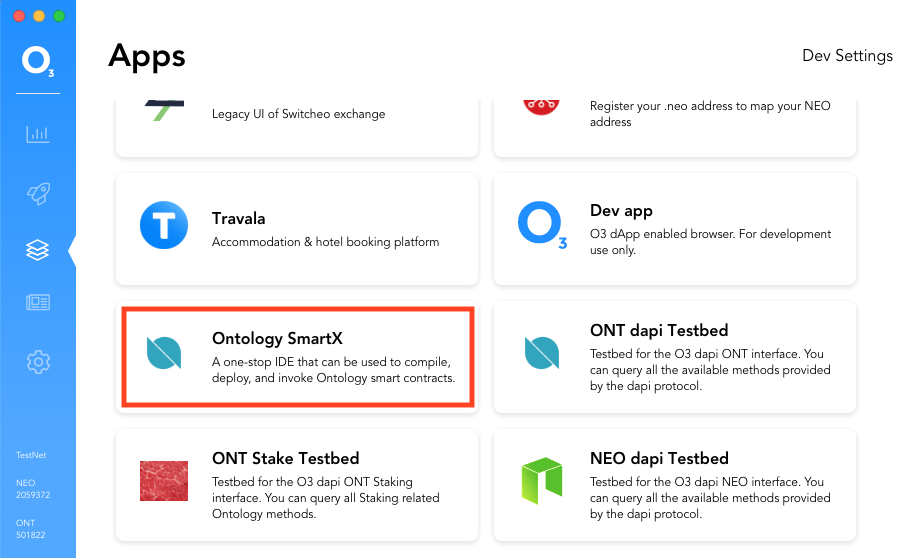 O3
Apps
Dev Settings
Legacy UI of Switcheo exchange
Register your .neo address to map your NEO
address
T
Travala
Accommodation & hotel booking platform
O3
Dev app
O3 dApp enabled browser. For development
use only.
Ontology SmartX
A one-stop IDE that can be used to compile,
deploy, and invoke Ontology smart contracts.
ONT dapi Testbed
Testbed for the O3 dapi ONT interface. You
can query all the available methods provided
by the dapi protocol.
ONT Stake Testbed
Testbed for the O3 dapi ONT Staking
interface. You can query all Staking related
Ontology methods.
NEO dapi Testbed
Testbed for the O3 dapi NEO interface. You
can query all the available methods provided
by the dapi protocol.
TestNet
NEO
2059372
ONT
501822